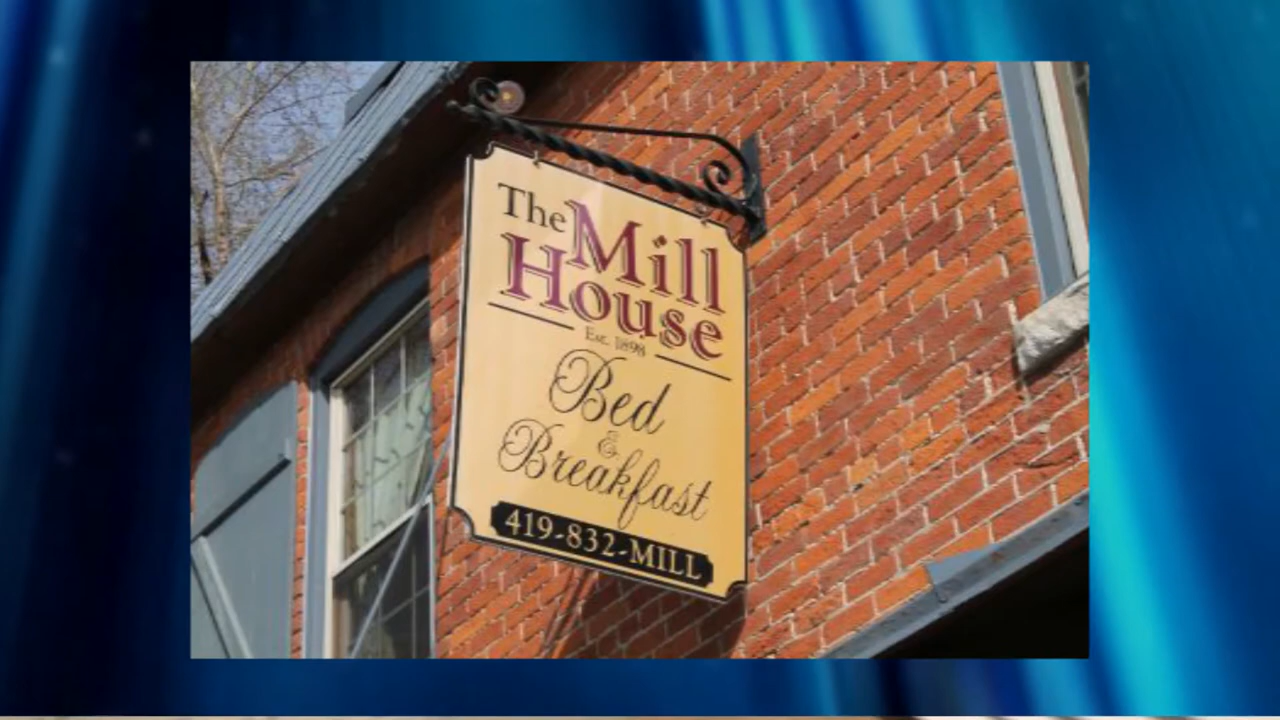 The Mill
House
Est. 1898
Bed
&
Breakfast
419-832-MILL